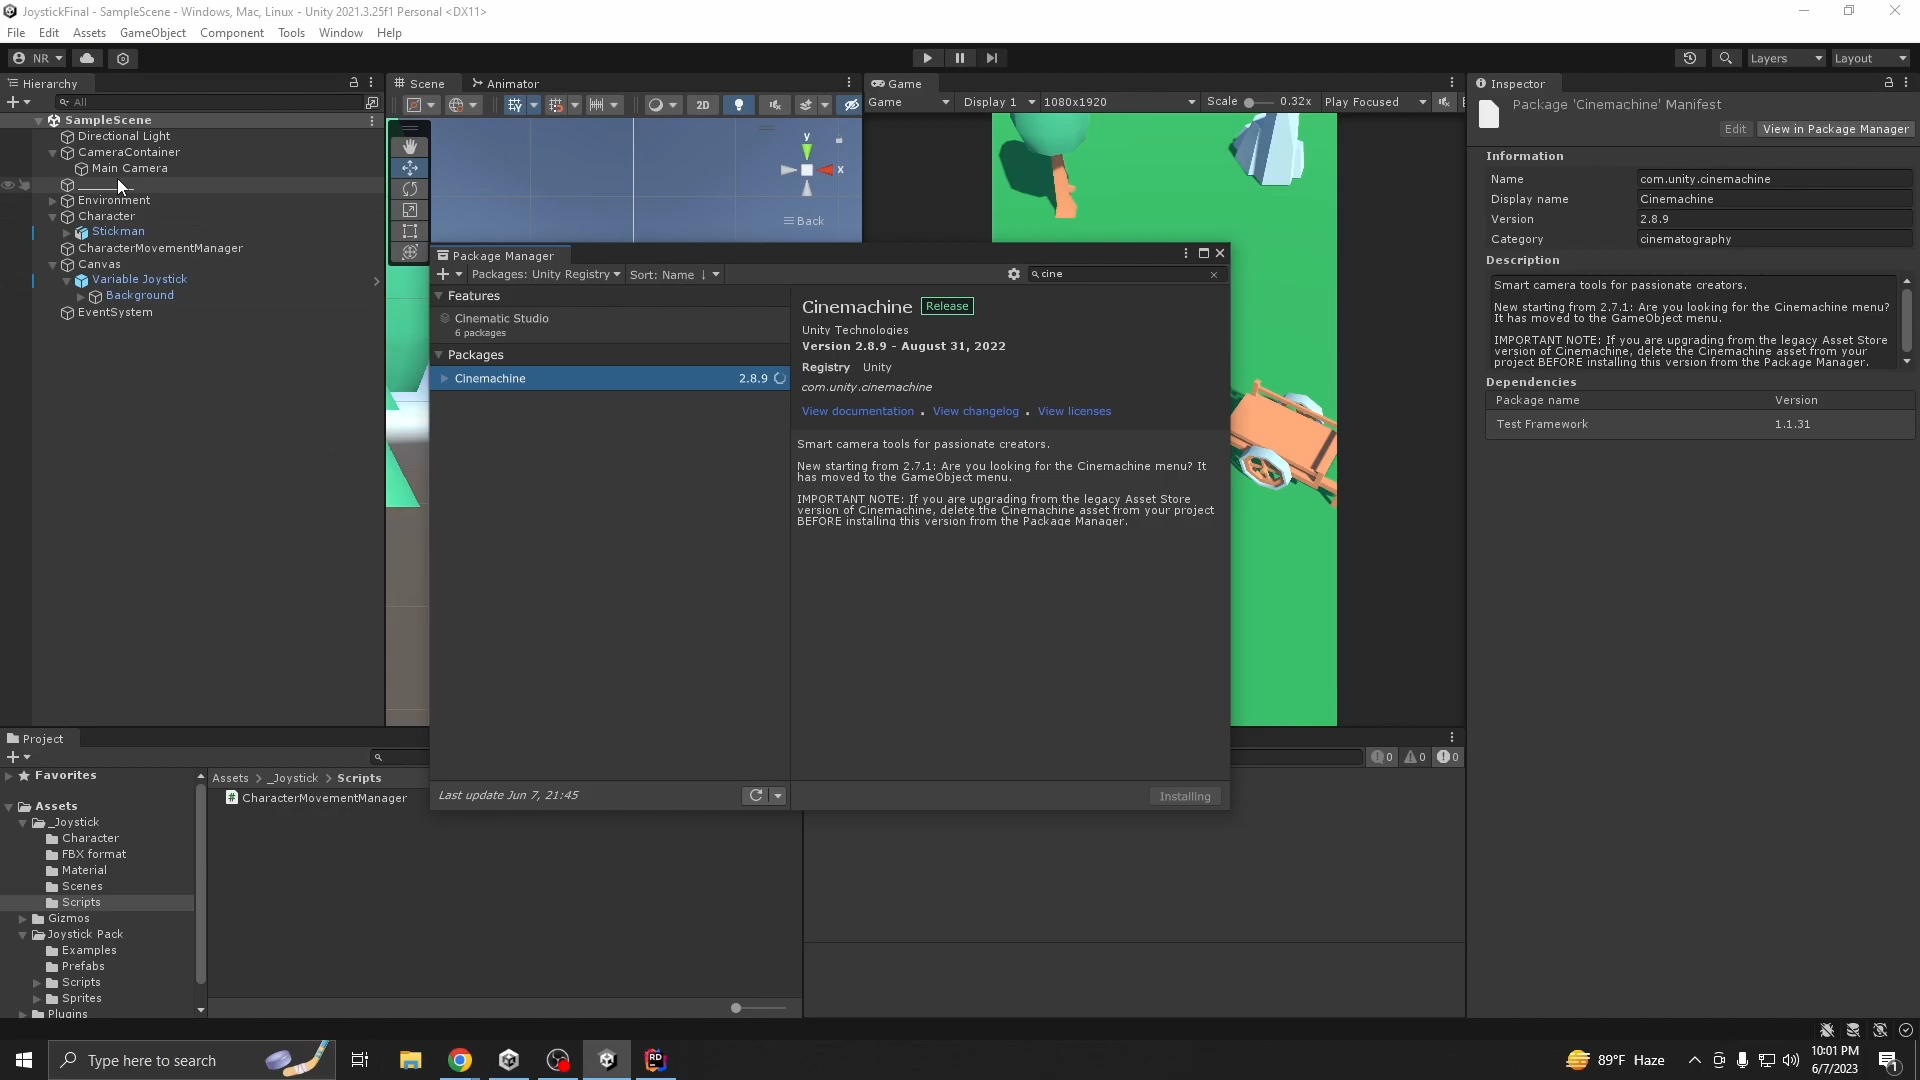 JoystickFinal - SampleScene - Windows, Mac, Linux - Unity 2021.3.25f1 Personal <DX11>
File Edit Assets GameObject Component Tools Window Help
NR Layers Layout
Hierarchy
All
SampleScene
Directional Light
CameraContainer
Main Camera
Environment
Character
Stickman
CharacterMovementManager
Canvas
Variable Joystick
Background
EventSystem
Scene Animator
2D
y
x
Back
Game
Game Display 1 1080x1920 Scale 0.32x Play Focused
Package Manager
Packages: Unity Registry Sort: Name ↓ cine
Features
Cinematic Studio
6 packages
Packages
Cinemachine 2.8.9
Last update Jun 7, 21:45
Cinemachine Release
Unity Technologies
Version 2.8.9 - August 31, 2022
Registry Unity
com.unity.cinemachine
View documentation . View changelog . View licenses
Smart camera tools for passionate creators.
New starting from 2.7.1: Are you looking for the Cinemachine menu? It
has moved to the GameObject menu.
IMPORTANT NOTE: If you are upgrading from the legacy Asset Store
version of Cinemachine, delete the Cinemachine asset from your project
BEFORE installing this version from the Package Manager.
Installing
Inspector
Package 'Cinemachine' Manifest
Edit View in Package Manager
Information
Name com.unity.cinemachine
Display name Cinemachine
Version 2.8.9
Category cinematography
Description
Smart camera tools for passionate creators.
New starting from 2.7.1: Are you looking for the Cinemachine menu?
It has moved to the GameObject menu.
IMPORTANT NOTE: If you are upgrading from the legacy Asset Store
version of Cinemachine, delete the Cinemachine asset from your
project BEFORE installing this version from the Package Manager.
Dependencies
Package name Version
Test Framework 1.1.31
Project
Favorites
Assets
_Joystick
Character
FBX format
Material
Scenes
Scripts
Gizmos
Joystick Pack
Examples
Prefabs
Scripts
Sprites
Plugins
Assets > _Joystick > Scripts
CharacterMovementManager
0 0 0
Type here to search
RD
89°F Haze
10:01 PM
6/7/2023
1